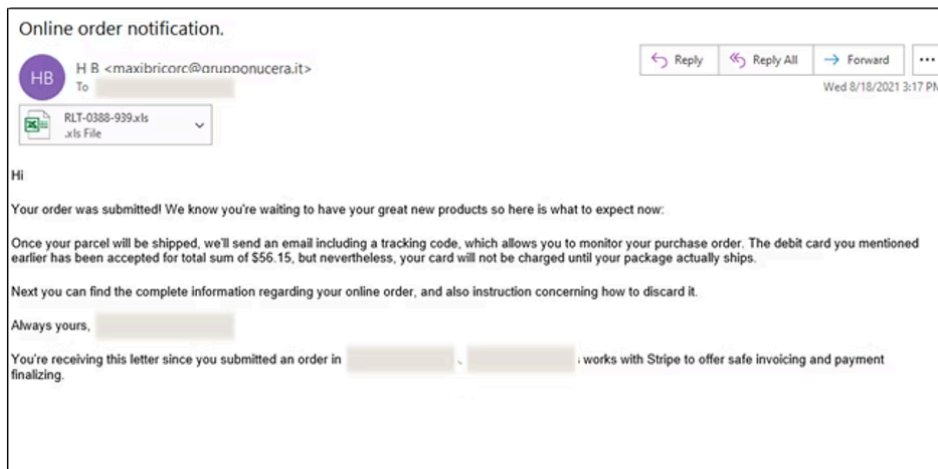 Online order notification.
Reply Reply All Forward ...
HB
H B <maxibricorc@grupponucera.it>
To
Wed 8/18/2021 3:17 PM
RLT-0388-939.xls
.xls File
Hi
Your order was submitted! We know you're waiting to have your great new products so here is what to expect now:
Once your parcel will be shipped, we'll send an email including a tracking code, which allows you to monitor your purchase order. The debit card you mentioned
earlier has been accepted for total sum of $56.15, but nevertheless, your card will not be charged until your package actually ships.
Next you can find the complete information regarding your online order, and also instruction concerning how to discard it.
Always yours,
You're receiving this letter since you submitted an order in works with Stripe to offer safe invoicing and payment
finalizing.